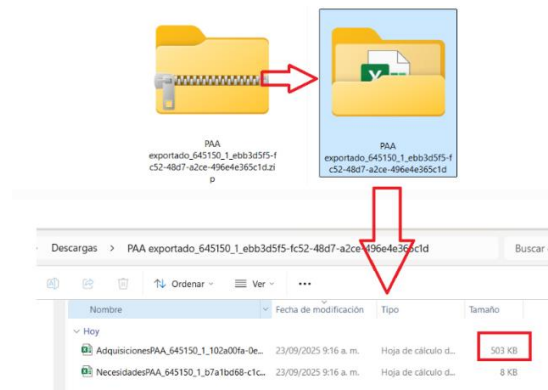 PAA
exportado_645150_1_ebb3d5f5-f
c52-48d7-a2ce-496e4e365c1d.zi
p
PAA
exportado_645150_1_ebb3d5f5-f
c52-48d7-a2ce-496e4e365c1d
Descargas > PAA exportado_645150_1_ebb3d5f5-fc52-48d7-a2ce-496e4e365c1d Buscar
Ordenar Ver ...
Nombre Fecha de modificación Tipo Tamaño
Hoy
AdquisicionesPAA_645150_1_102a00fa-0e... 23/09/2025 9:16 a. m. Hoja de cálculo d... 503 KB
NecesidadesPAA_645150_1_b7a1bd68-c1c... 23/09/2025 9:16 a. m. Hoja de cálculo d... 8 KB